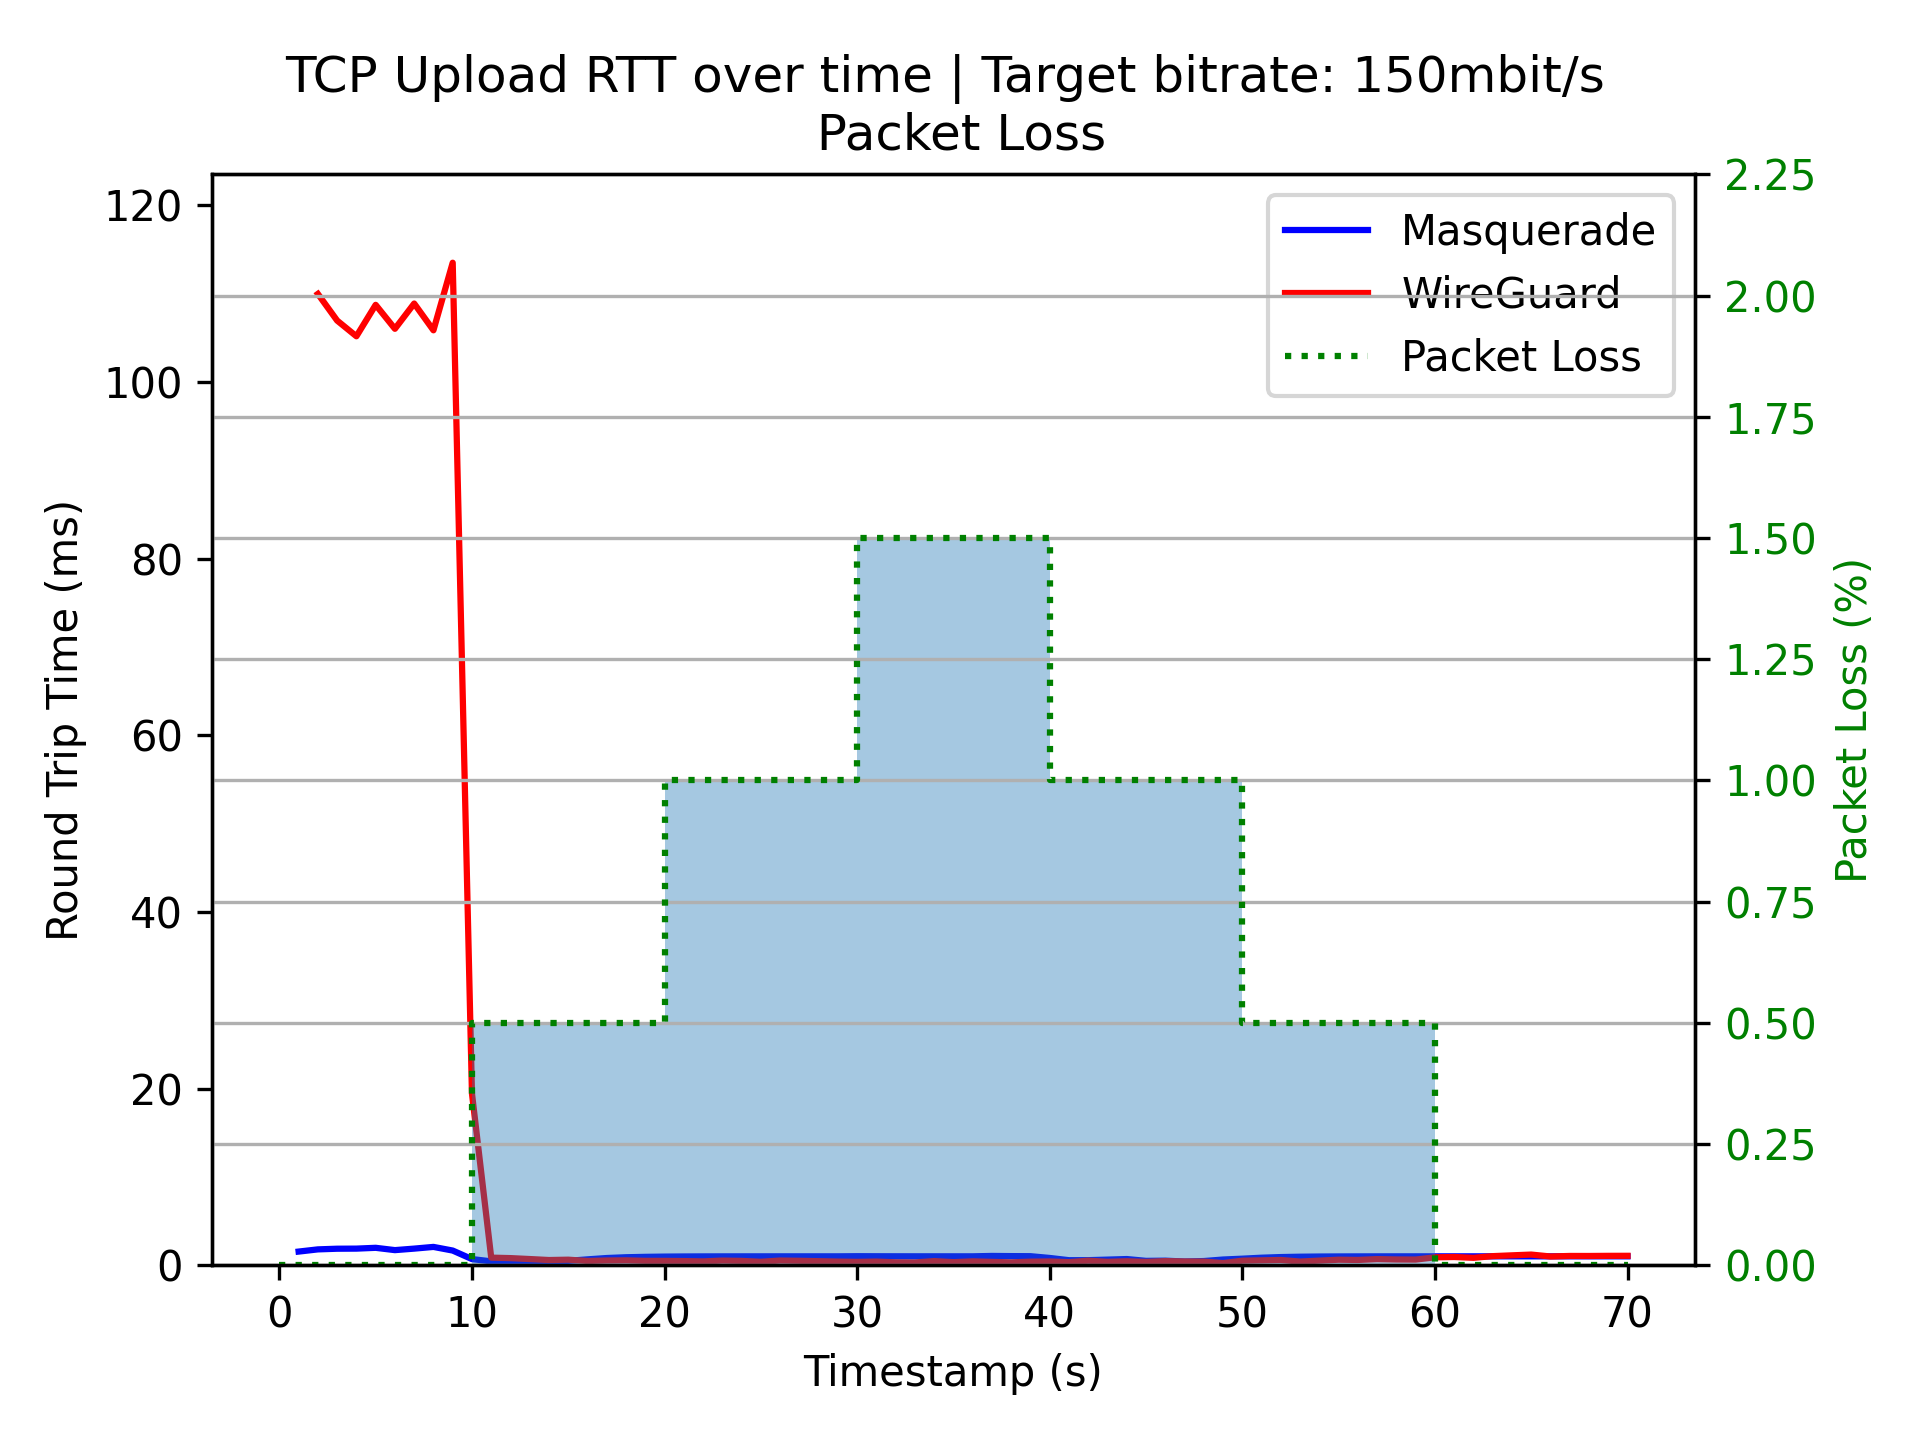 TCP Upload RTT over time | Target bitrate: 150mbit/s
Packet Loss
120
100
80
60
40
20
0
Round Trip Time (ms)
Masquerade
WireGuard
Packet Loss
2.25
2.00
1.75
1.50
1.25
1.00
0.75
0.50
0.25
0.00
Packet Loss (%)
0 10 20 30 40 50 60 70
Timestamp (s)